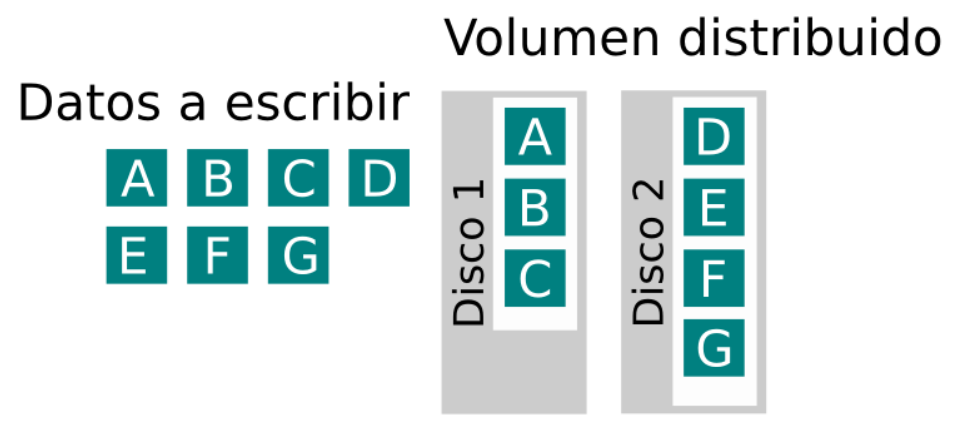 Volumen distribuido
Datos a escribir
A B C D
E F G
Disco 1
A
B
C
Disco 2
D
E
F
G